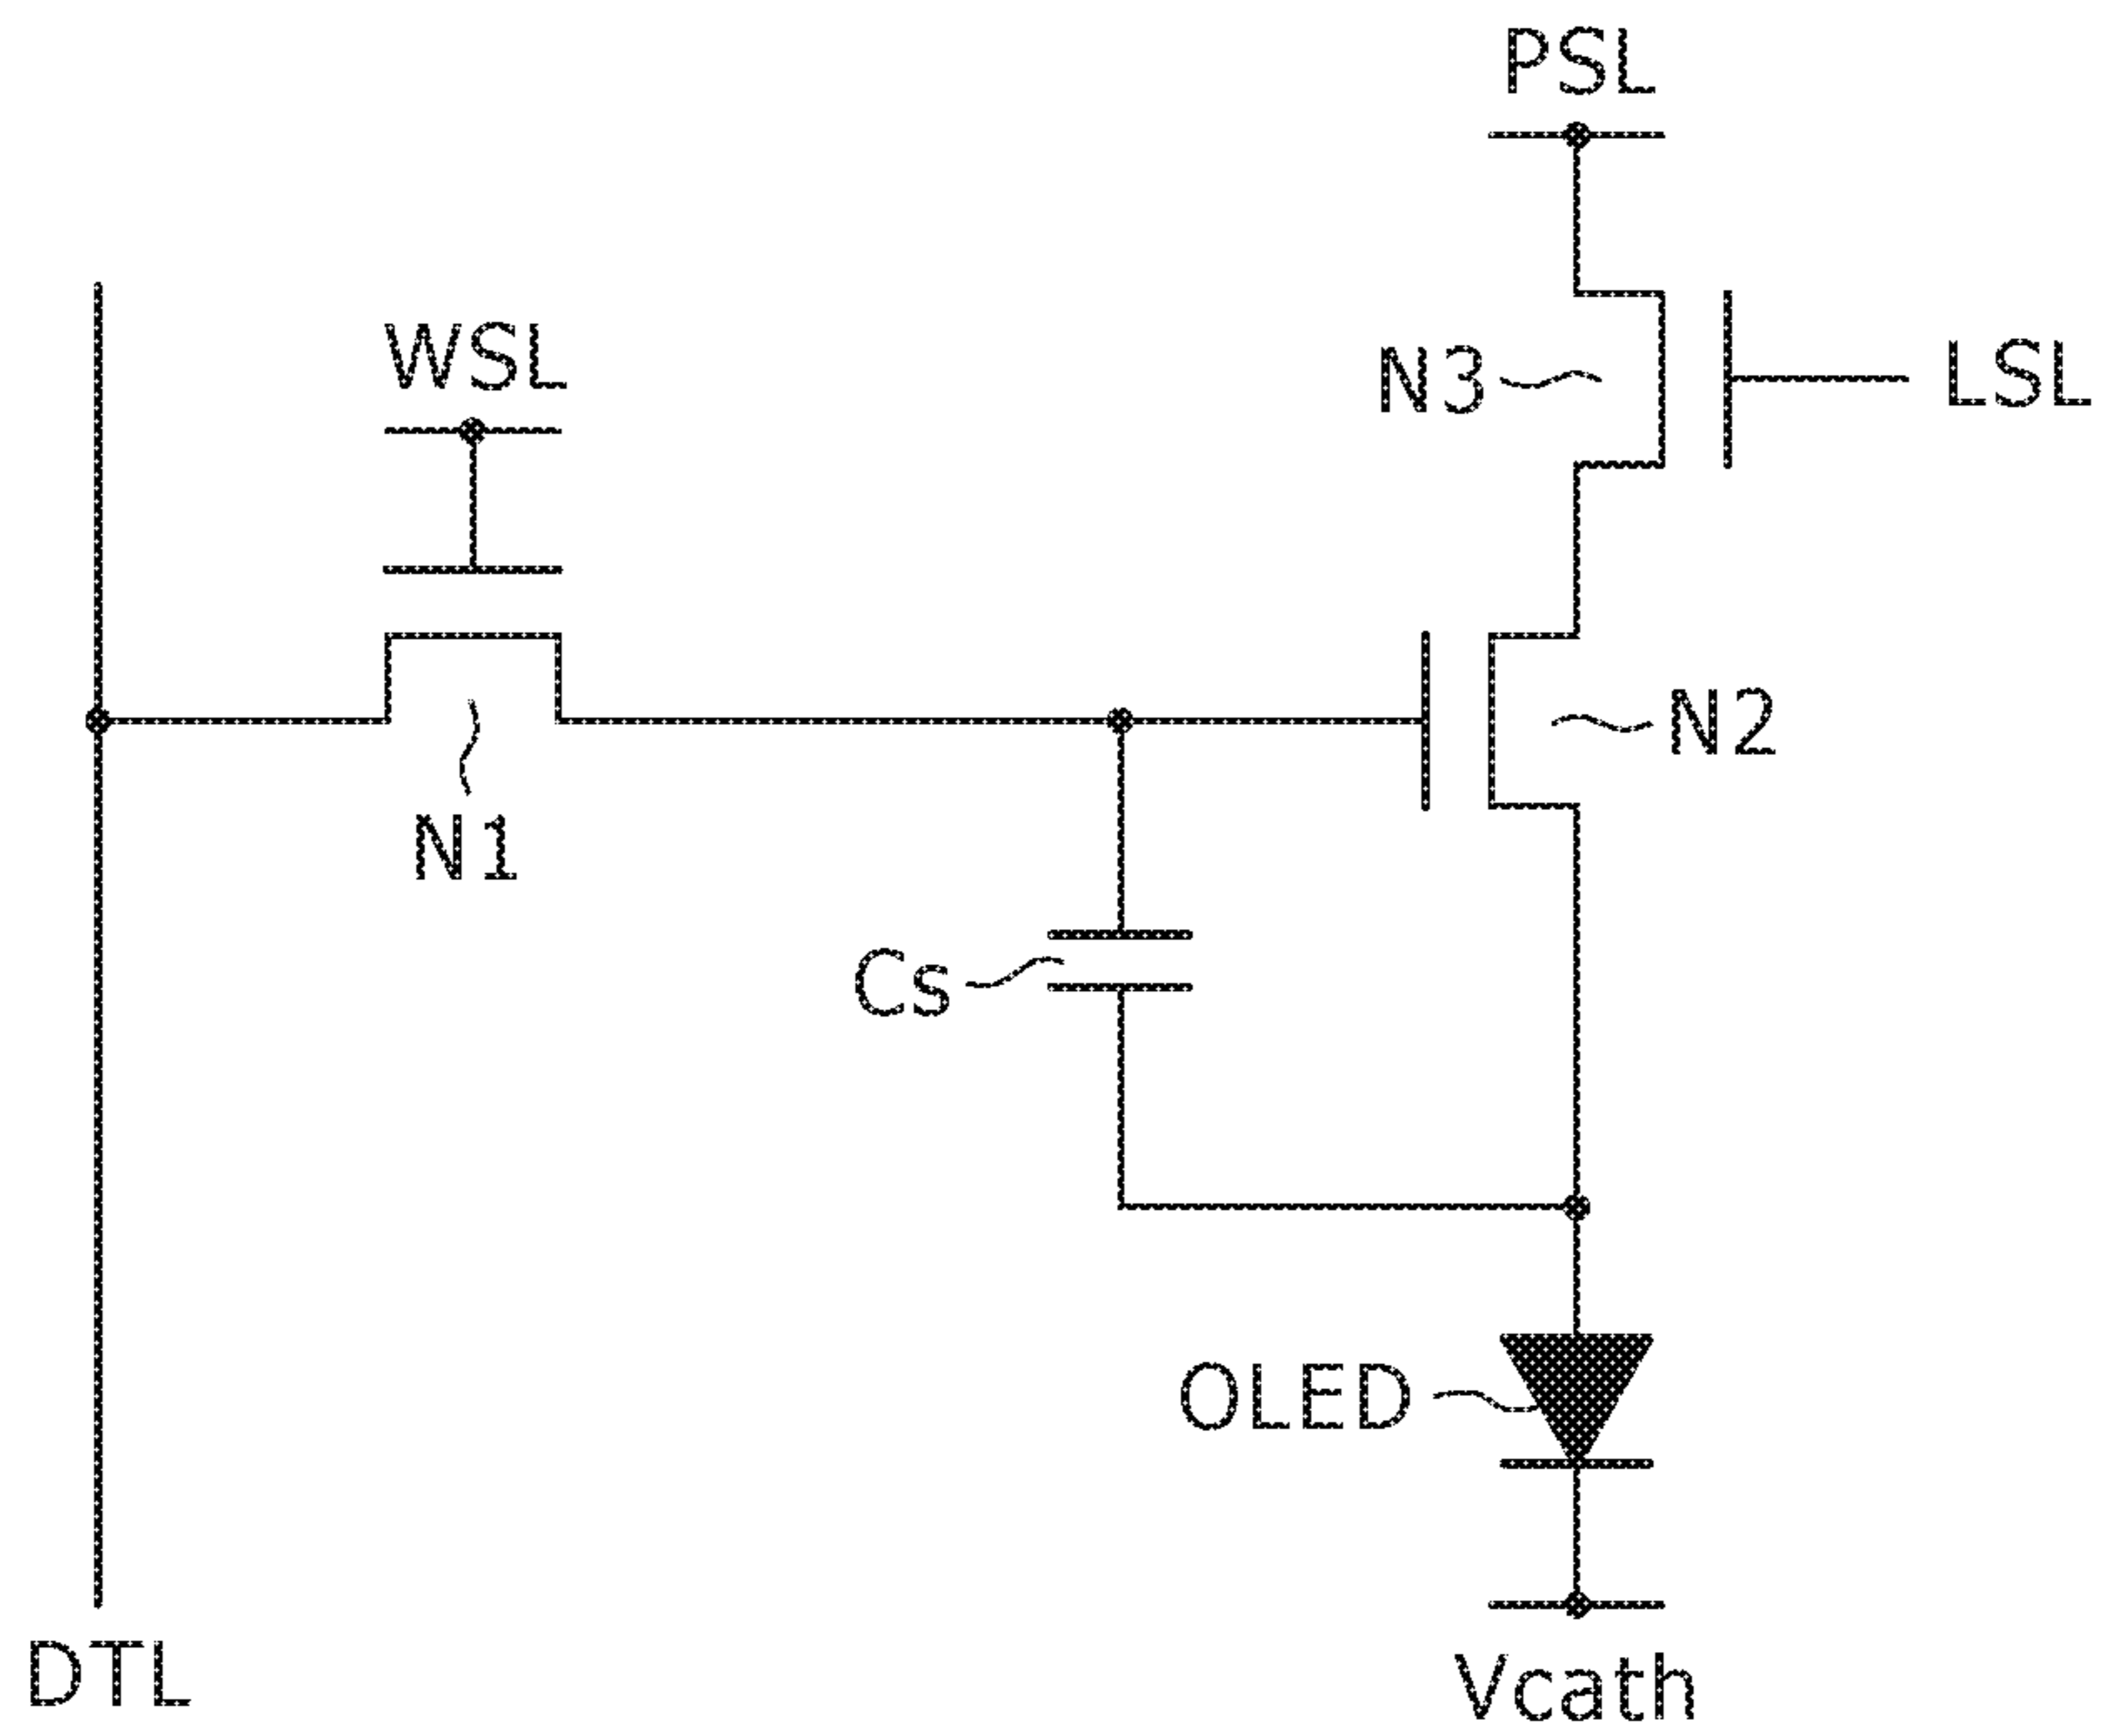 PSL
WSL
N3
LSL
N2
N1
Cs
OLED
DTL
Vcath